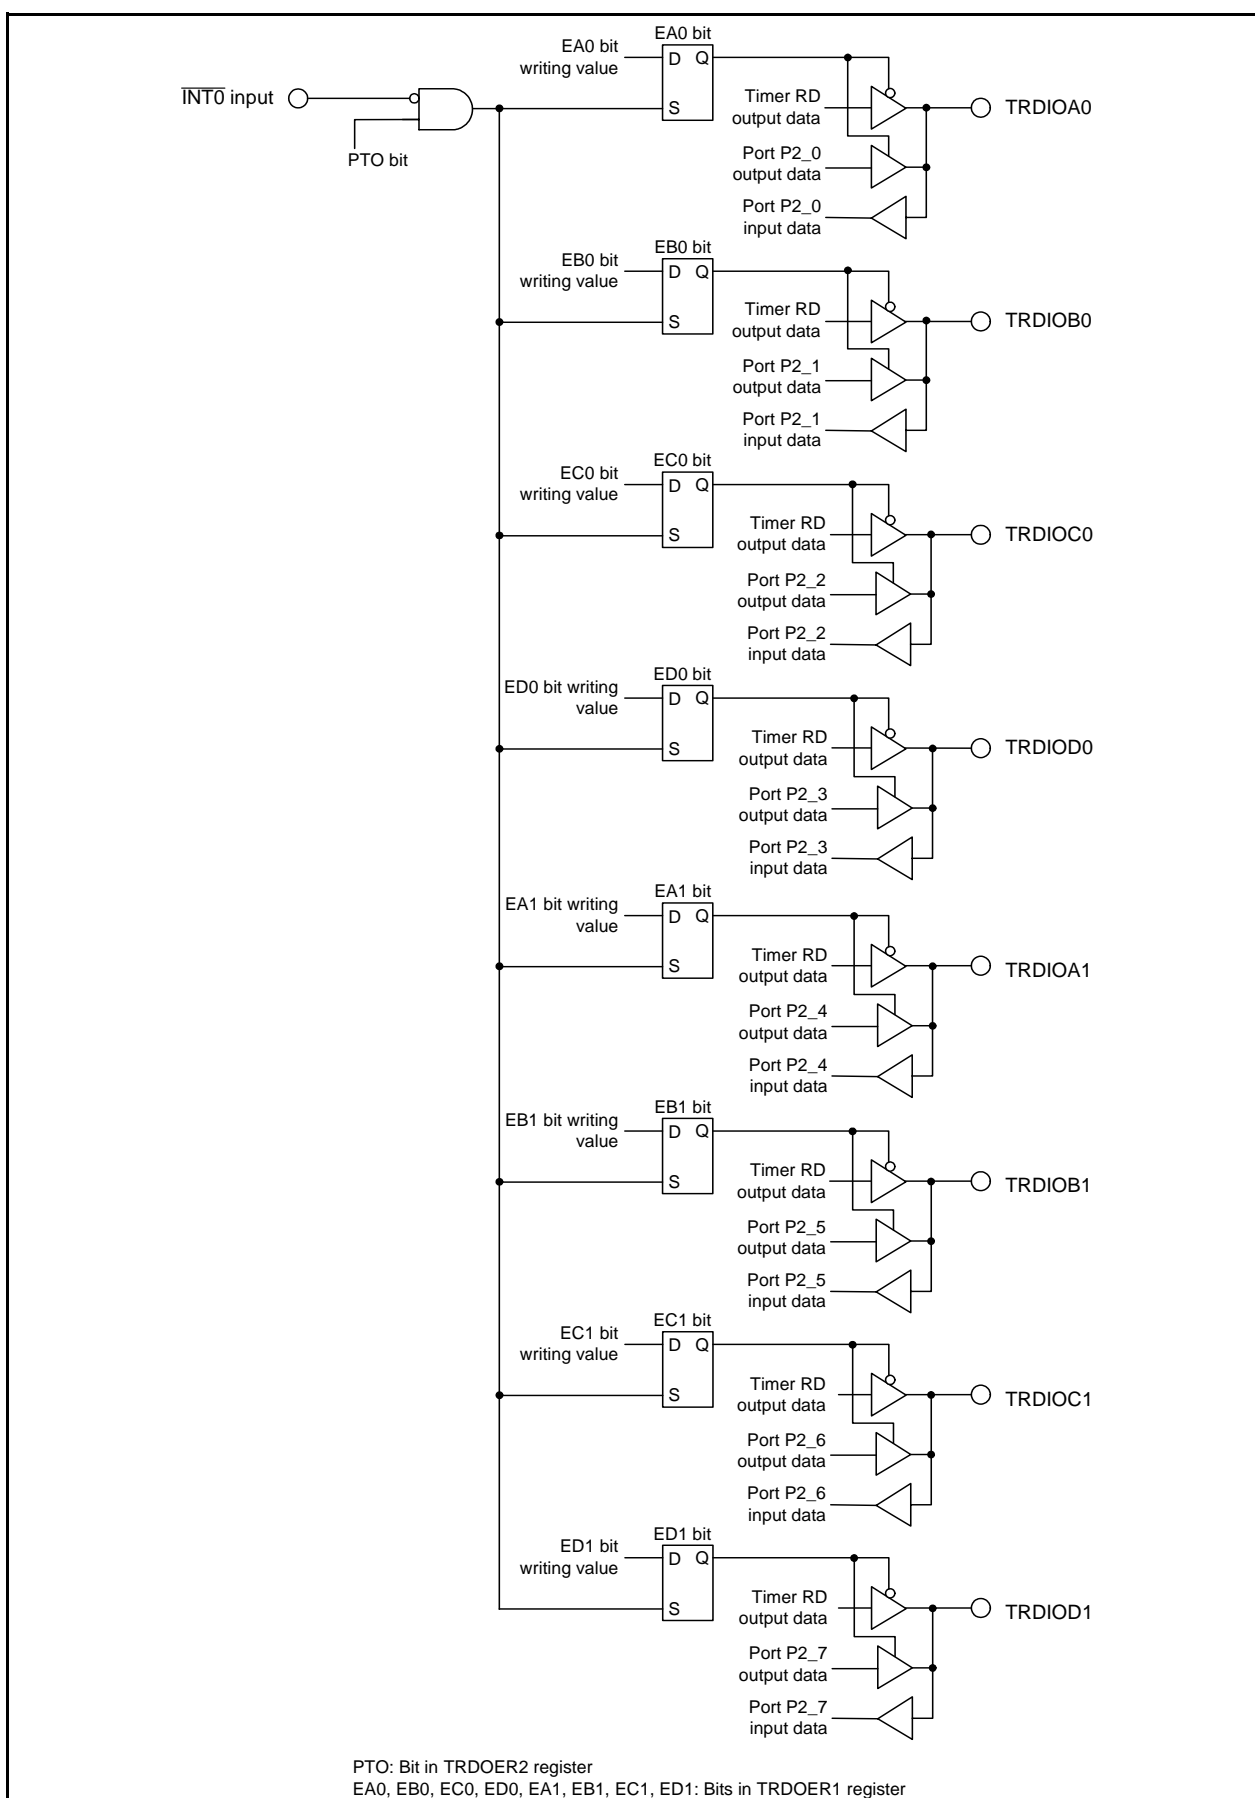 EA0 bit
EA0 bit
writing value
D Q
S
INT0 input
PTO bit
Timer RD
output data
TRDIOA0
Port P2_0
output data
Port P2_0
input data
EB0 bit
EB0 bit
writing value
D Q
S
Timer RD
output data
TRDIOB0
Port P2_1
output data
Port P2_1
input data
EC0 bit
EC0 bit
writing value
D Q
S
Timer RD
output data
TRDIOC0
Port P2_2
output data
Port P2_2
input data
ED0 bit
ED0 bit writing
value
D Q
S
Timer RD
output data
TRDIOD0
Port P2_3
output data
Port P2_3
input data
EA1 bit
EA1 bit writing
value
D Q
S
Timer RD
output data
TRDIOA1
Port P2_4
output data
Port P2_4
input data
EB1 bit
EB1 bit writing
value
D Q
S
Timer RD
output data
TRDIOB1
Port P2_5
output data
Port P2_5
input data
EC1 bit
EC1 bit
writing value
D Q
S
Timer RD
output data
TRDIOC1
Port P2_6
output data
Port P2_6
input data
ED1 bit
ED1 bit
writing value
D Q
S
Timer RD
output data
TRDIOD1
Port P2_7
output data
Port P2_7
input data
PTO: Bit in TRDOER2 register
EA0, EB0, EC0, ED0, EA1, EB1, EC1, ED1: Bits in TRDOER1 register